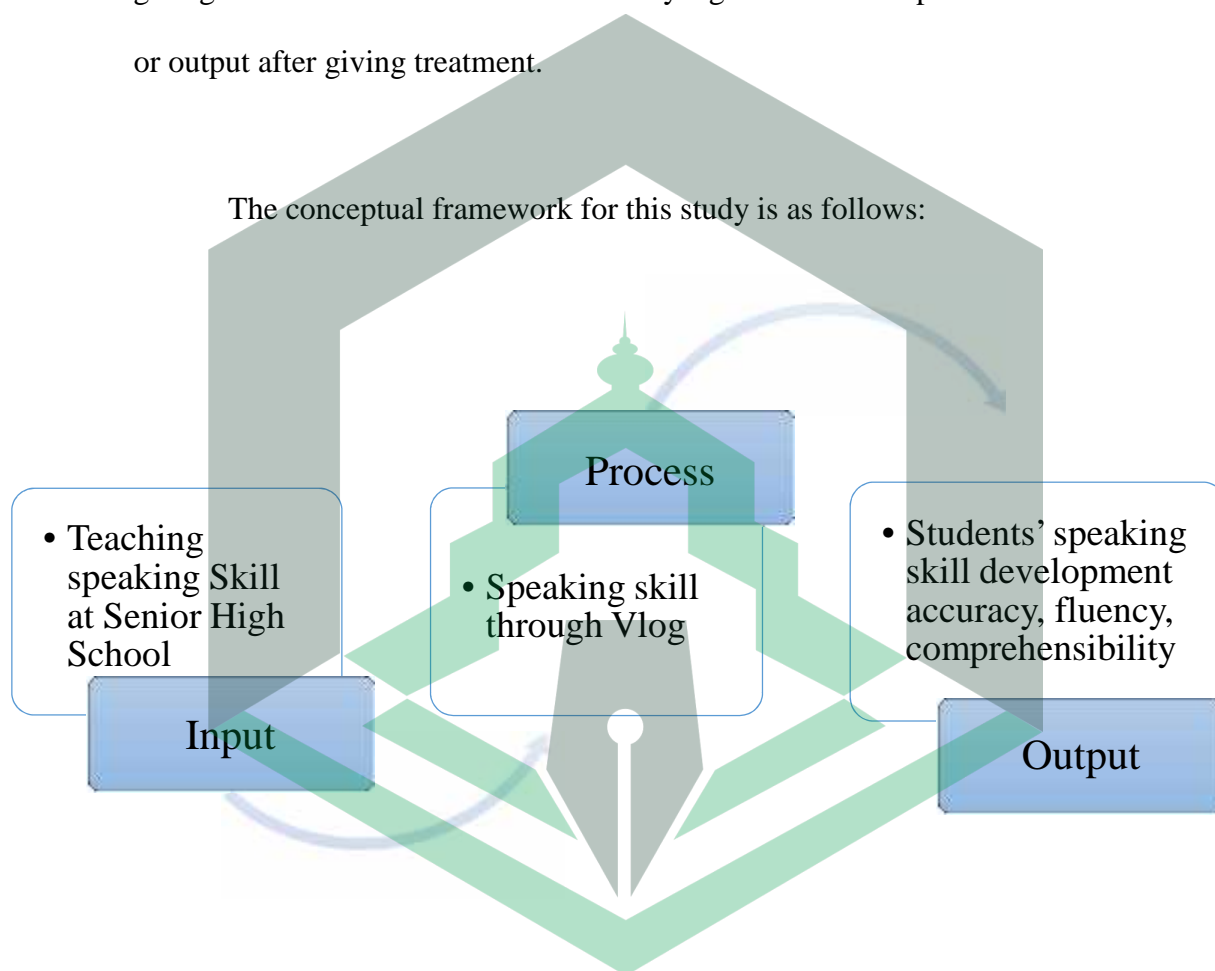 or output after giving treatment.
The conceptual framework for this study is as follows:
• Teaching
speaking Skill
at Senior High
School
Input
Process
• Speaking skill
through Vlog
• Students’ speaking
skill development
accuracy, fluency,
comprehensibility
Output